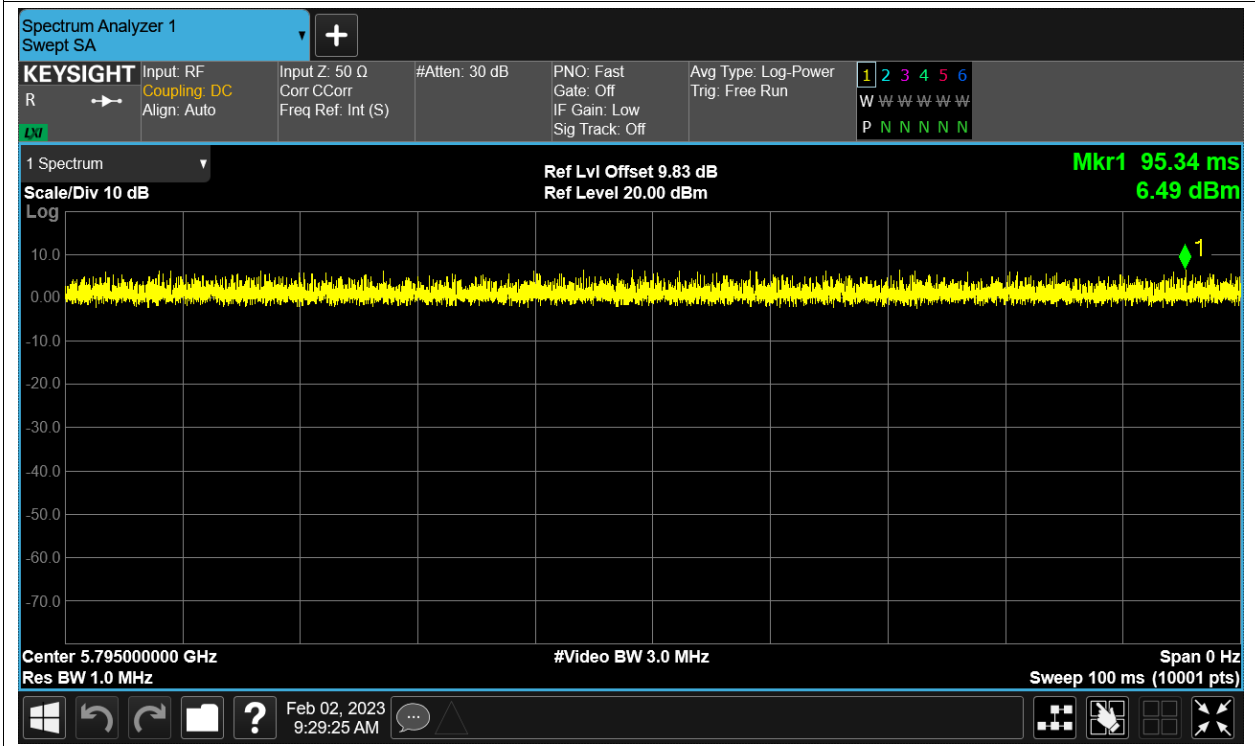 Spectrum Analyzer 1
Swept SA
+
KEYSIGHT
R
LXI
Input: RF
Coupling: DC
Align: Auto
Input Z: 50 Ω
Corr CCorr
Freq Ref: Int (S)
#Atten: 30 dB
PNO: Fast
Gate: Off
IF Gain: Low
Sig Track: Off
Avg Type: Log-Power
Trig: Free Run
1 2 3 4 5 6
W W W W W W
P N N N N N
1 Spectrum
Scale/Div 10 dB
Ref Lvl Offset 9.83 dB
Ref Level 20.00 dBm
Mkr1 95.34 ms
6.49 dBm
Log
1
10.0
0.00
-10.0
-20.0
-30.0
-40.0
-50.0
-60.0
-70.0
Center 5.795000000 GHz
#Video BW 3.0 MHz
Span 0 Hz
Res BW 1.0 MHz
Sweep 100 ms (10001 pts)
?
Feb 02, 2023
9:29:25 AM